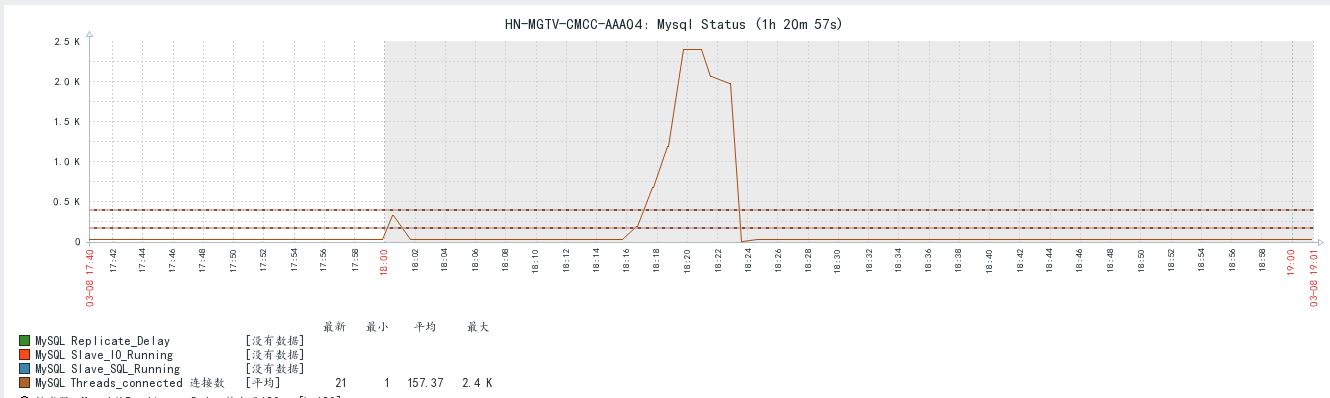 HN-MGTV-CMCC-AAA04: Mysql Status (1h 20m 57s)
2.5 K
2.0 K
1.5 K
1.0 K
0.5 K
0
03-08 17:40 17:42 17:44 17:46 17:48 17:50 17:52 17:54 17:56 17:58 18:00 18:02 18:04 18:06 18:08 18:10 18:12 18:14 18:16 18:18 18:20 18:22 18:24 18:26 18:28 18:30 18:32 18:34 18:36 18:38 18:40 18:42 18:44 18:46 18:48 18:50 18:52 18:54 18:56 18:58 19:00 03-08 19:01
最新 最小 平均 最大
MySQL Replicate_Delay [没有数据]
MySQL Slave_IO_Running [没有数据]
MySQL Slave_SQL_Running [没有数据]
MySQL Threads_connected 连接数 [平均] 21 1 157.37 2.4 K